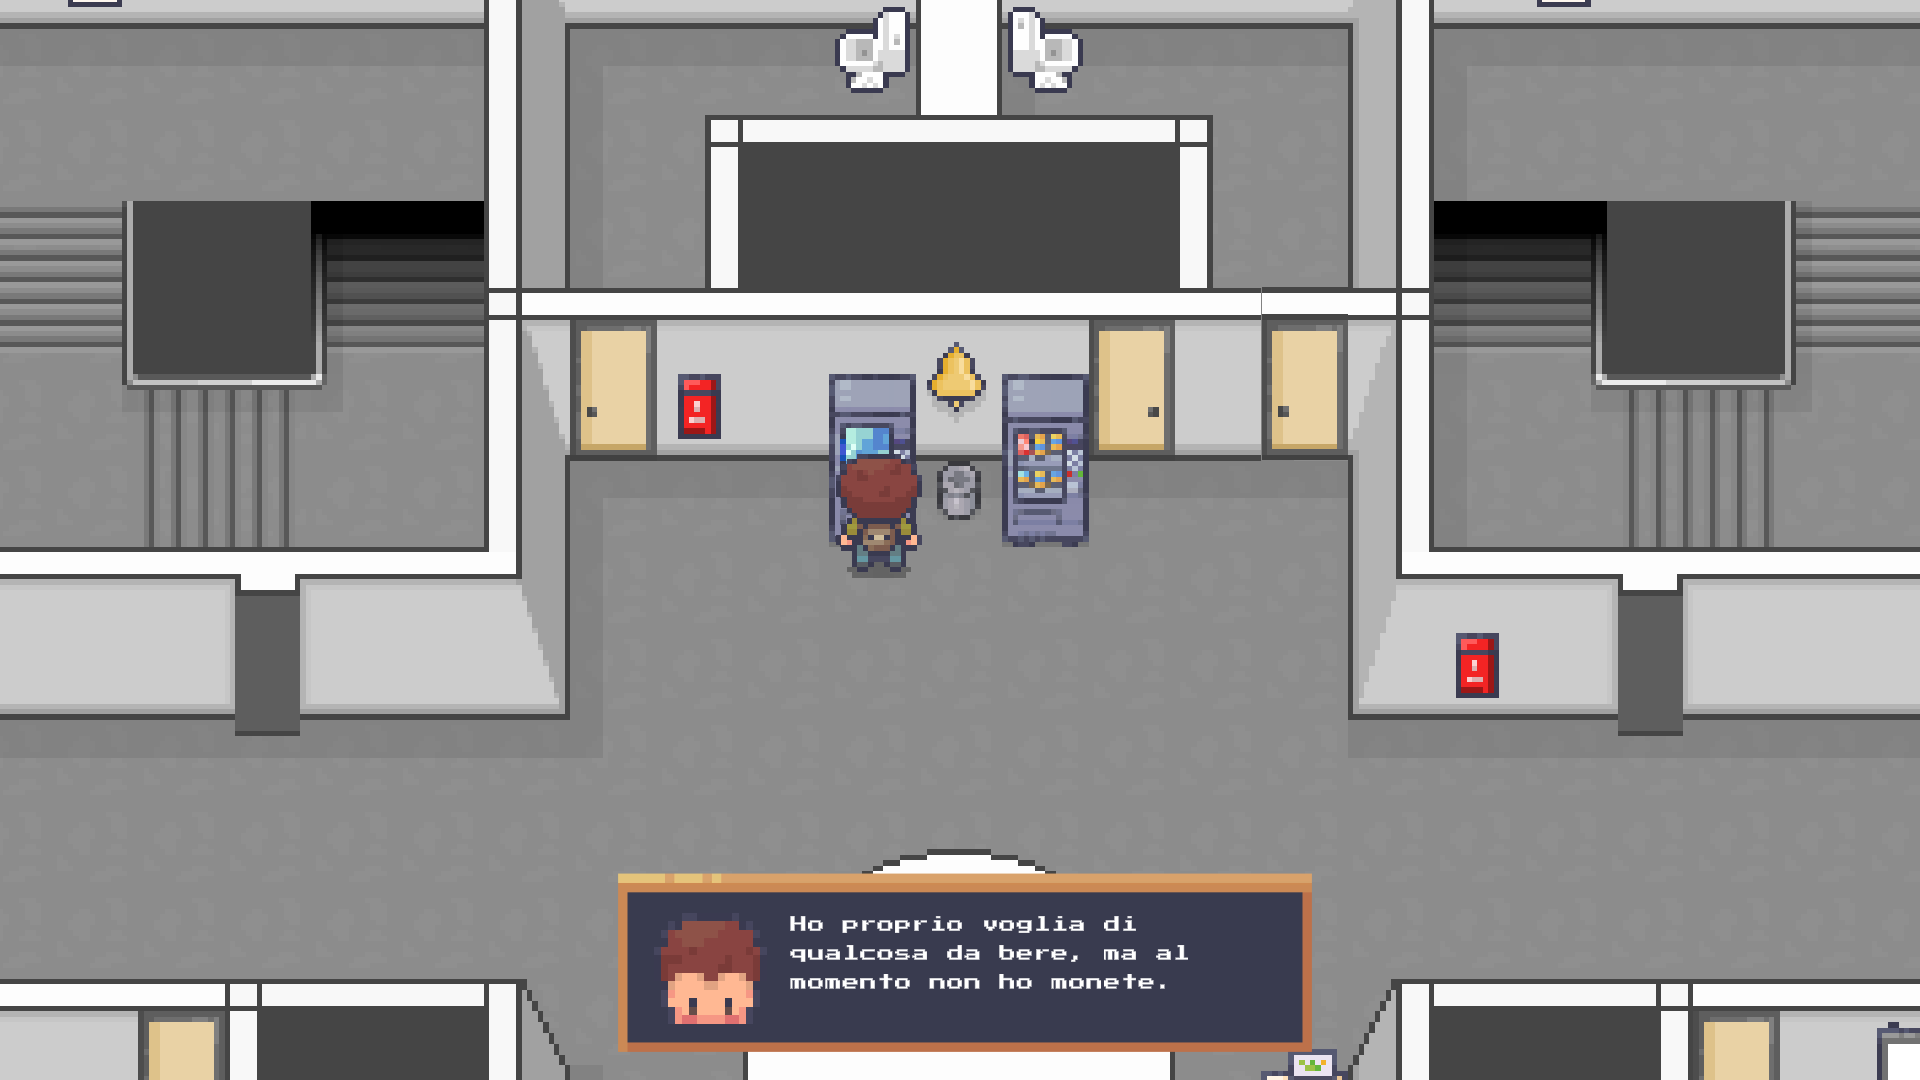 Ho proprio voglia di
qualcosa da bere, ma al
momento non ho monete.